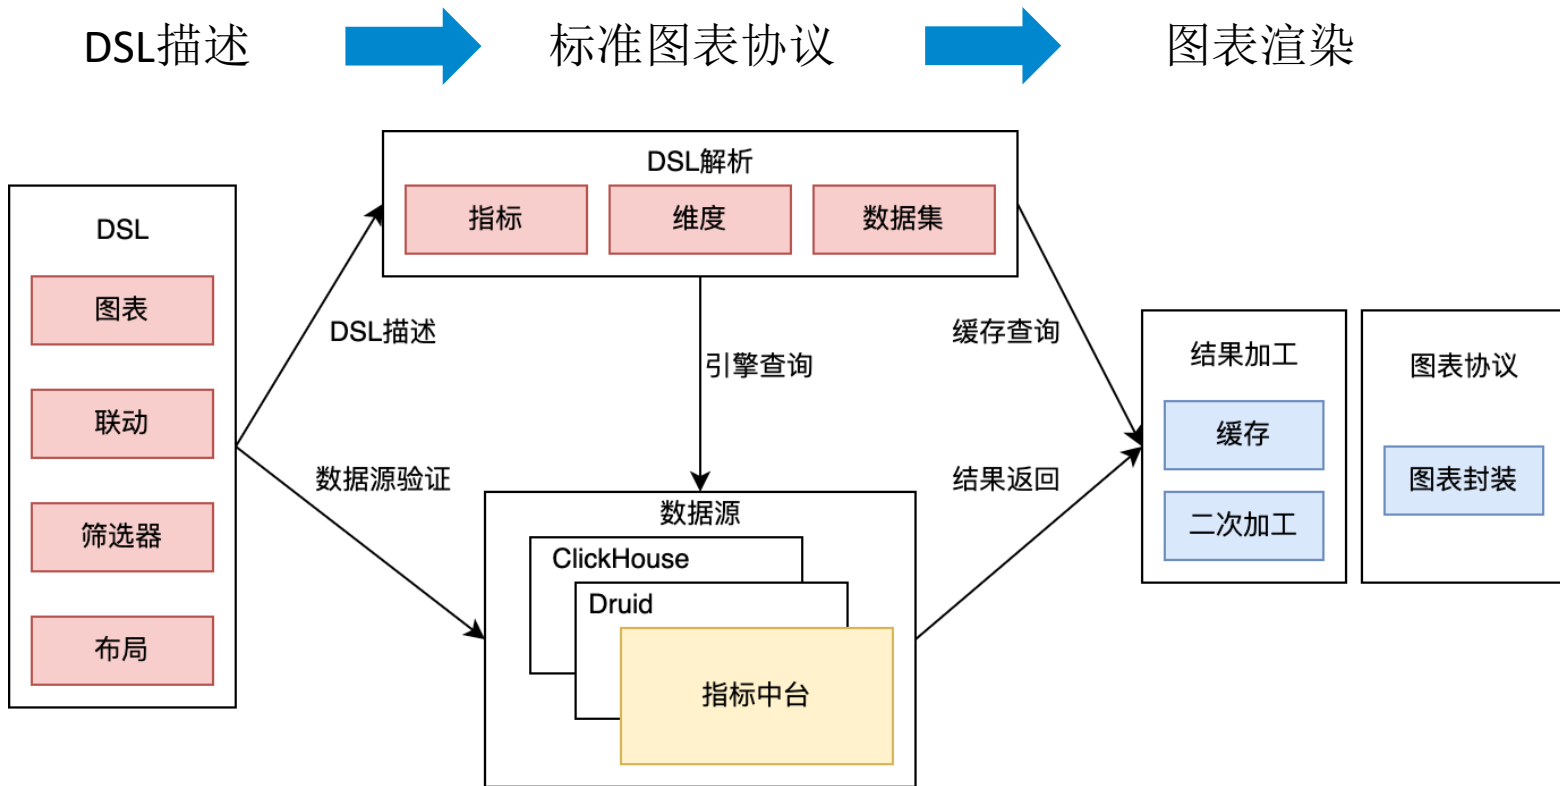 DSL描述
标准图表协议
图表渲染
DSL
图表
联动
筛选器
布局
DSL描述
数据源验证
DSL解析
指标
维度
数据集
引擎查询
数据源
ClickHouse
Druid
指标中台
缓存查询
结果返回
结果加工
缓存
二次加工
图表协议
图表封装